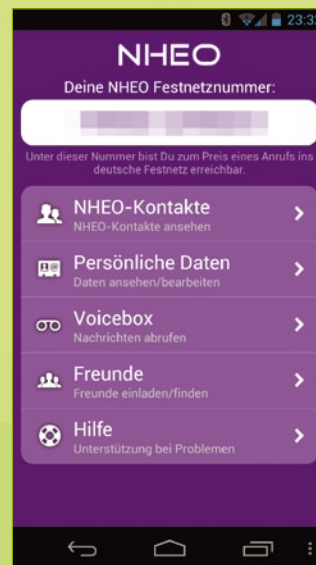 23:32
NHEO
Deine NHEO Festnetznummer:
Unter dieser Nummer bist Du zum Preis eines Anrufs ins
deutsche Festnetz erreichbar.
NHEO-Kontakte
NHEO-Kontakte ansehen
Persönliche Daten
Daten ansehen/bearbeiten
Voicebox
Nachrichten abrufen
Freunde
Freunde einladen/finden
Hilfe
Unterstützung bei Problemen